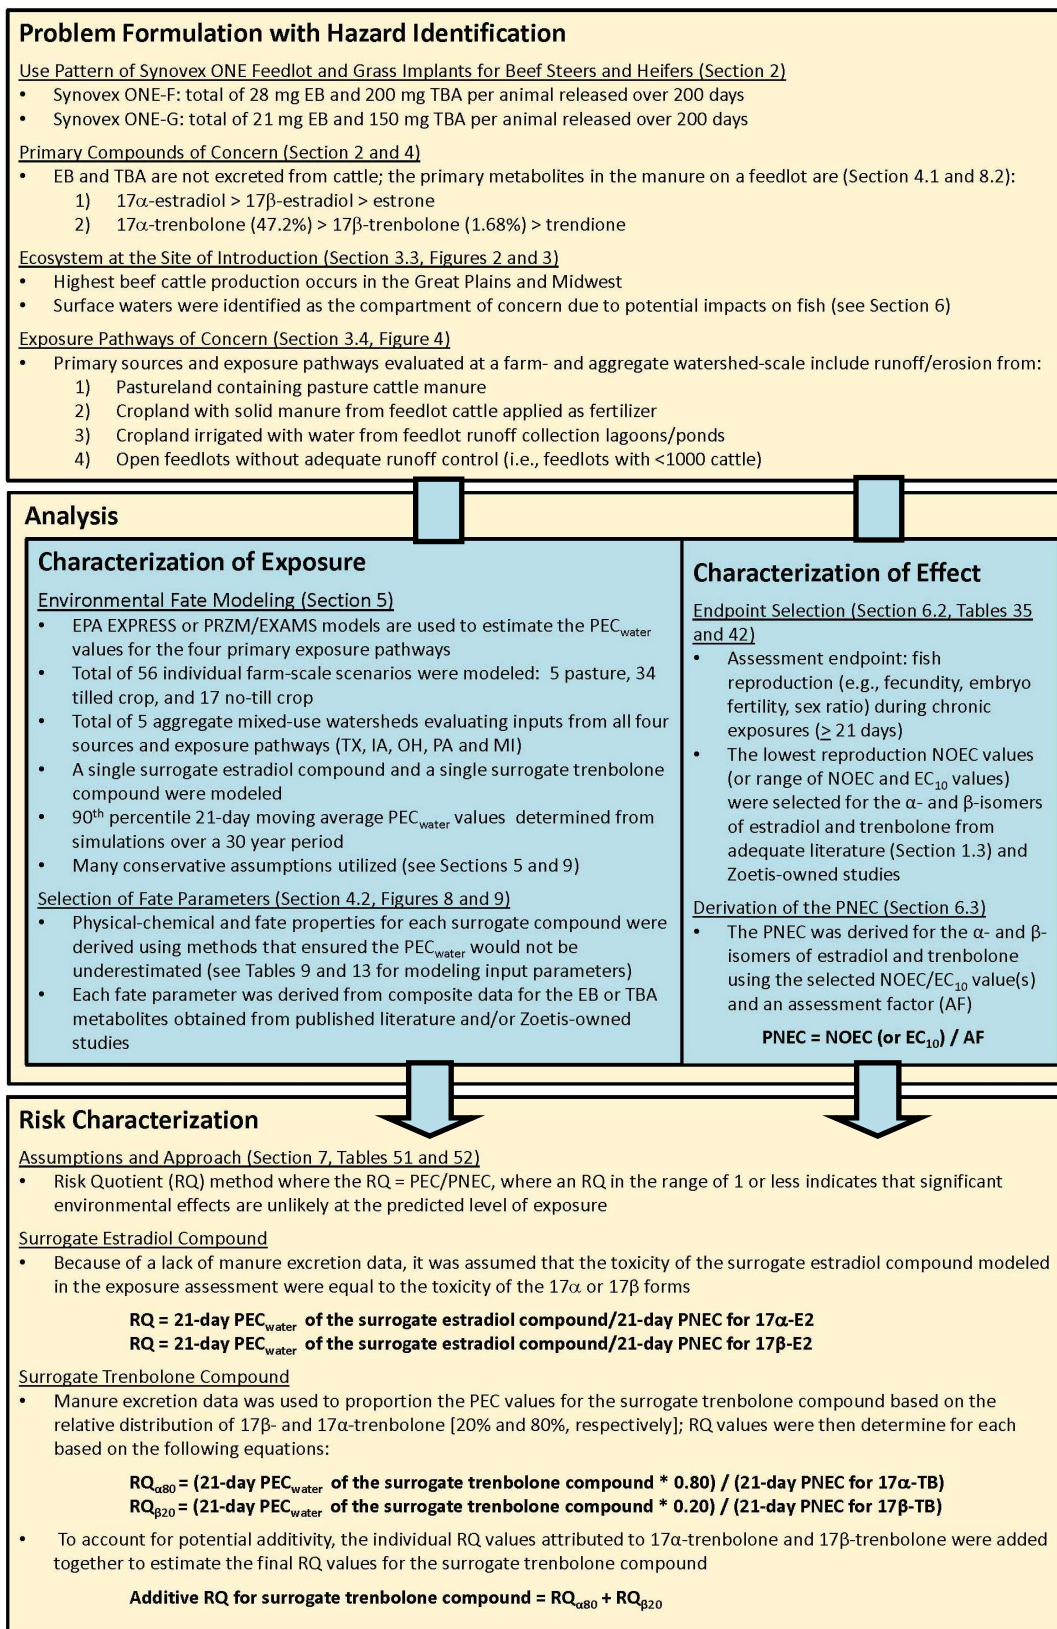 Problem Formulation with Hazard Identification
Use Pattern of Synovex ONE Feedlot and Grass Implants for Beef Steers and Heifers (Section 2)
• Synovex ONE-F: total of 28 mg EB and 200 mg TBA per animal released over 200 days
• Synovex ONE-G: total of 21 mg EB and 150 mg TBA per animal released over 200 days
Primary Compounds of Concern (Section 2 and 4)
• EB and TBA are not excreted from cattle; the primary metabolites in the manure on a feedlot are (Section 4.1 and 8.2):
1) 17α-estradiol > 17β-estradiol > estrone
2) 17α-trenbolone (47.2%) > 17β-trenbolone (1.68%) > trendione
Ecosystem at the Site of Introduction (Section 3.3, Figures 2 and 3)
• Highest beef cattle production occurs in the Great Plains and Midwest
• Surface waters were identified as the compartment of concern due to potential impacts on fish (see Section 6)
Exposure Pathways of Concern (Section 3.4, Figure 4)
• Primary sources and exposure pathways evaluated at a farm- and aggregate watershed-scale include runoff/erosion from:
1) Pastureland containing pasture cattle manure
2) Cropland with solid manure from feedlot cattle applied as fertilizer
3) Cropland irrigated with water from feedlot runoff collection lagoons/ponds
4) Open feedlots without adequate runoff control (i.e., feedlots with <1000 cattle)
Analysis
Characterization of Exposure
Environmental Fate Modeling (Section 5)
• EPA EXPRESS or PRZM/EXAMS models are used to estimate the PECwater
values for the four primary exposure pathways
• Total of 56 individual farm-scale scenarios were modeled: 5 pasture, 34
tilled crop, and 17 no-till crop
• Total of 5 aggregate mixed-use watersheds evaluating inputs from all four
sources and exposure pathways (TX, IA, OH, PA and MI)
• A single surrogate estradiol compound and a single surrogate trenbolone
compound were modeled
• 90th percentile 21-day moving average PECwater values determined from
simulations over a 30 year period
• Many conservative assumptions utilized (see Sections 5 and 9)
Selection of Fate Parameters (Section 4.2, Figures 8 and 9)
• Physical-chemical and fate properties for each surrogate compound were
derived using methods that ensured the PECwater would not be
underestimated (see Tables 9 and 13 for modeling input parameters)
• Each fate parameter was derived from composite data for the EB or TBA
metabolites obtained from published literature and/or Zoetis-owned
studies
Characterization of Effect
Endpoint Selection (Section 6.2, Tables 35
and 42)
• Assessment endpoint: fish
reproduction (e.g., fecundity, embryo
fertility, sex ratio) during chronic
exposures (≥ 21 days)
• The lowest reproduction NOEC values
(or range of NOEC and EC10 values)
were selected for the α- and β-isomers
of estradiol and trenbolone from
adequate literature (Section 1.3) and
Zoetis-owned studies
Derivation of the PNEC (Section 6.3)
• The PNEC was derived for the α- and β-
isomers of estradiol and trenbolone
using the selected NOEC/EC10 value(s)
and an assessment factor (AF)
PNEC = NOEC (or EC10) / AF
Risk Characterization
Assumptions and Approach (Section 7, Tables 51 and 52)
• Risk Quotient (RQ) method where the RQ = PEC/PNEC, where an RQ in the range of 1 or less indicates that significant
environmental effects are unlikely at the predicted level of exposure
Surrogate Estradiol Compound
• Because of a lack of manure excretion data, it was assumed that the toxicity of the surrogate estradiol compound modeled
in the exposure assessment were equal to the toxicity of the 17α or 17β forms
RQ = 21-day PECwater of the surrogate estradiol compound/21-day PNEC for 17α-E2
RQ = 21-day PECwater of the surrogate estradiol compound/21-day PNEC for 17β-E2
Surrogate Trenbolone Compound
• Manure excretion data was used to proportion the PEC values for the surrogate trenbolone compound based on the
relative distribution of 17β- and 17α-trenbolone [20% and 80%, respectively]; RQ values were then determine for each
based on the following equations:
RQα80 = (21-day PECwater of the surrogate trenbolone compound * 0.80) / (21-day PNEC for 17α-TB)
RQβ20 = (21-day PECwater of the surrogate trenbolone compound * 0.20) / (21-day PNEC for 17β-TB)
• To account for potential additivity, the individual RQ values attributed to 17α-trenbolone and 17β-trenbolone were added
together to estimate the final RQ values for the surrogate trenbolone compound
Additive RQ for surrogate trenbolone compound = RQα80 + RQβ20